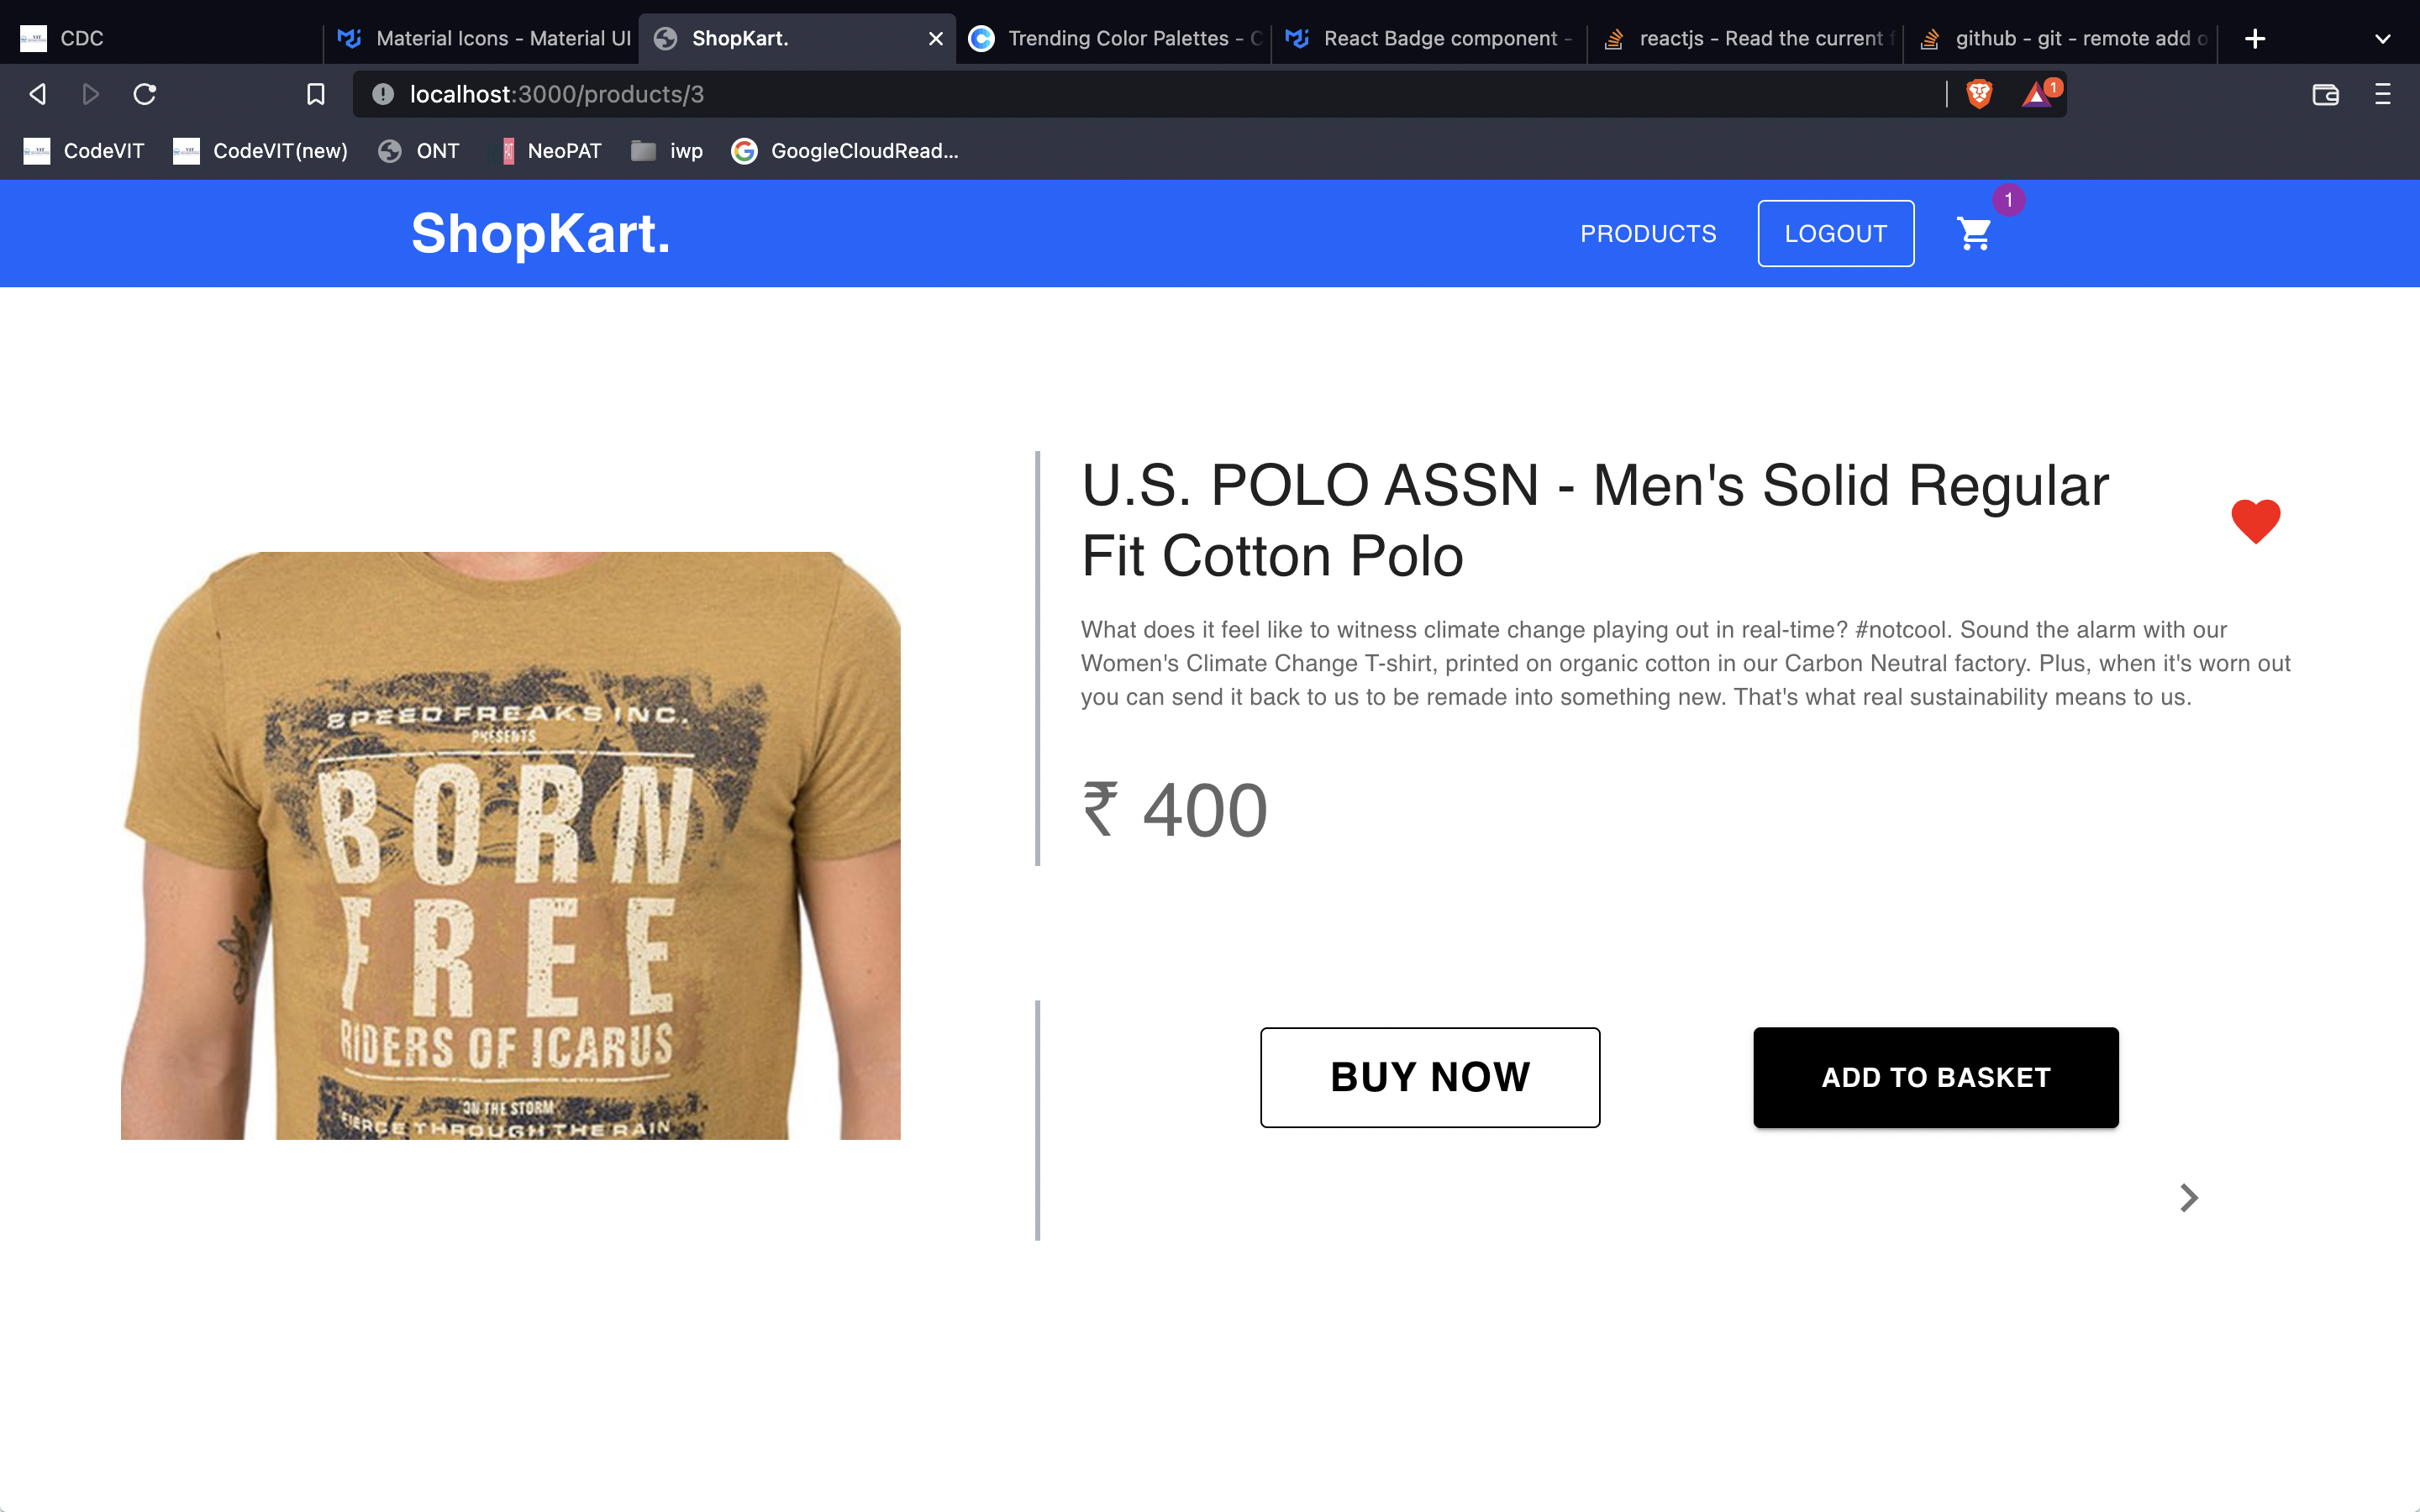 CDC
Material Icons - Material UI
ShopKart.
Trending Color Palettes - C
React Badge component -
reactjs - Read the current f
github - git - remote add o
localhost:3000/products/3
1
CodeVIT
CodeVIT(new)
ONT
NeoPAT
iwp
GoogleCloudRead...
ShopKart.
PRODUCTS
LOGOUT
1
U.S. POLO ASSN - Men's Solid Regular
Fit Cotton Polo
What does it feel like to witness climate change playing out in real-time? #notcool. Sound the alarm with our
Women's Climate Change T-shirt, printed on organic cotton in our Carbon Neutral factory. Plus, when it's worn out
you can send it back to us to be remade into something new. That's what real sustainability means to us.
₹ 400
SPEED FREAKS INC.
PRESENTS
BORN
FREE
RIDERS OF ICARUS
ON THE STORM
FIERCE THROUGH THE RAIN
BUY NOW
ADD TO BASKET